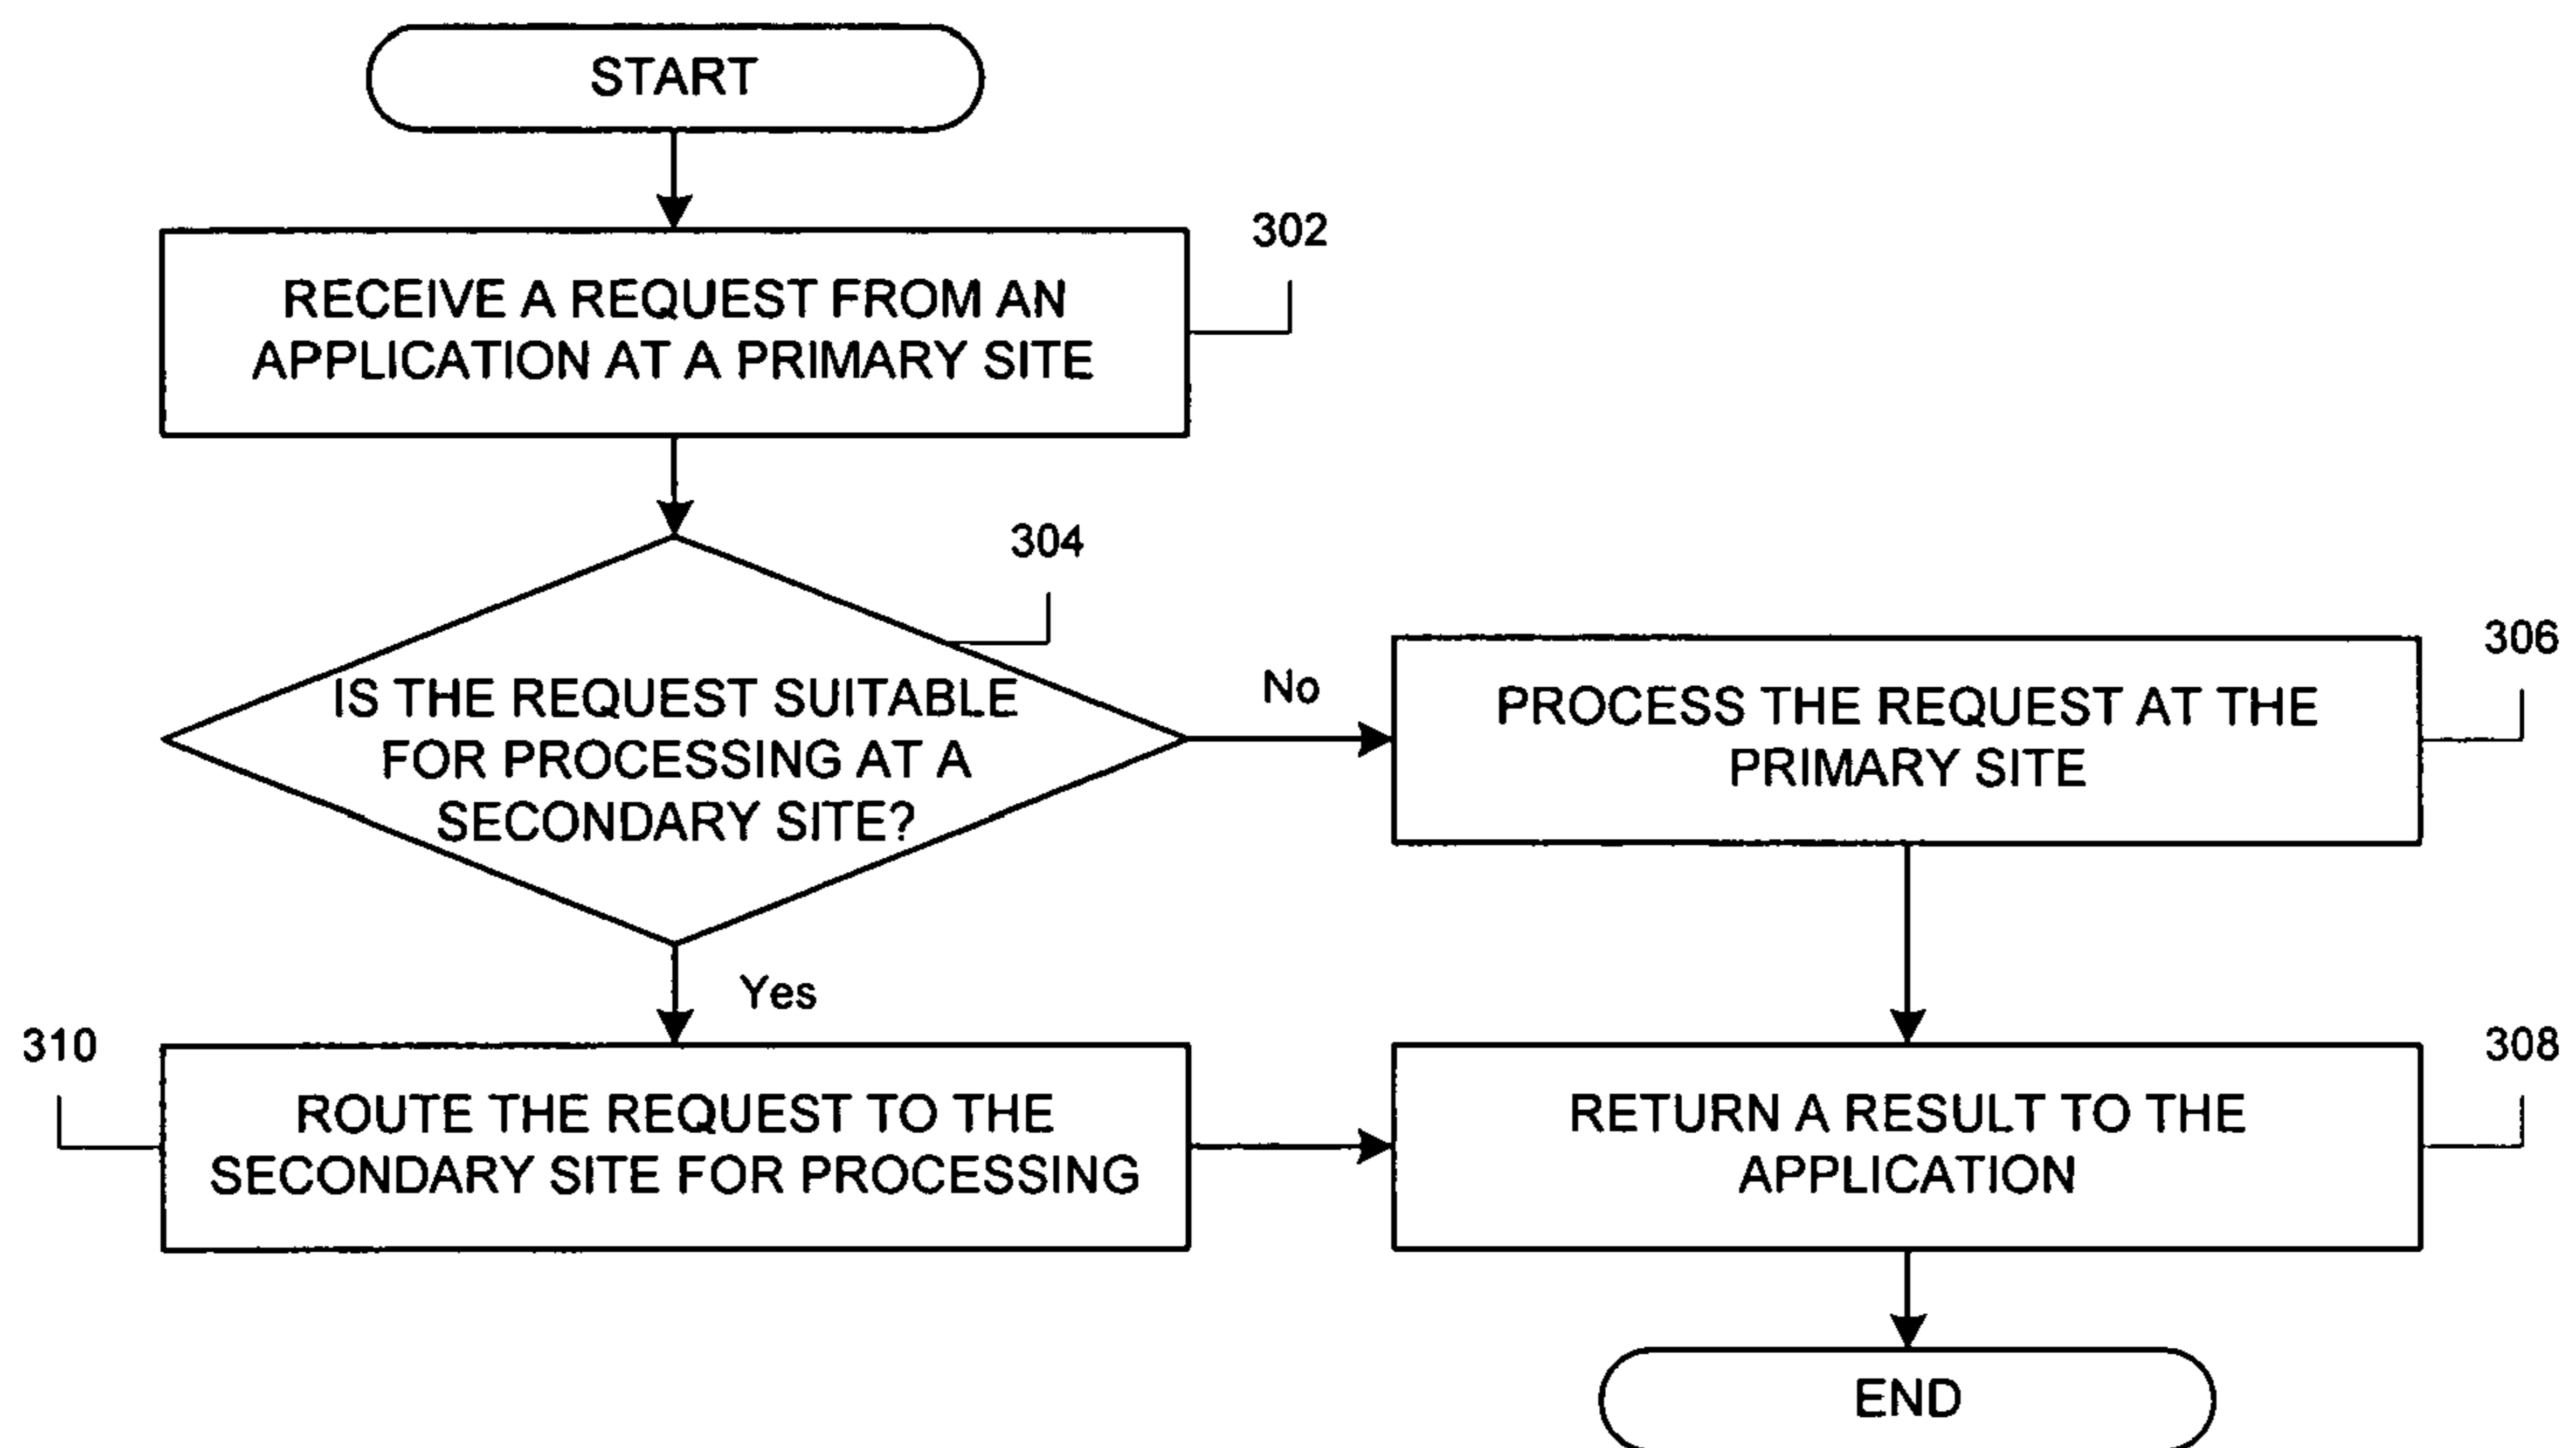 START
302
RECEIVE A REQUEST FROM AN
APPLICATION AT A PRIMARY SITE
304
IS THE REQUEST SUITABLE
FOR PROCESSING AT A
SECONDARY SITE?
No
306
PROCESS THE REQUEST AT THE
PRIMARY SITE
Yes
310
ROUTE THE REQUEST TO THE
SECONDARY SITE FOR PROCESSING
308
RETURN A RESULT TO THE
APPLICATION
END